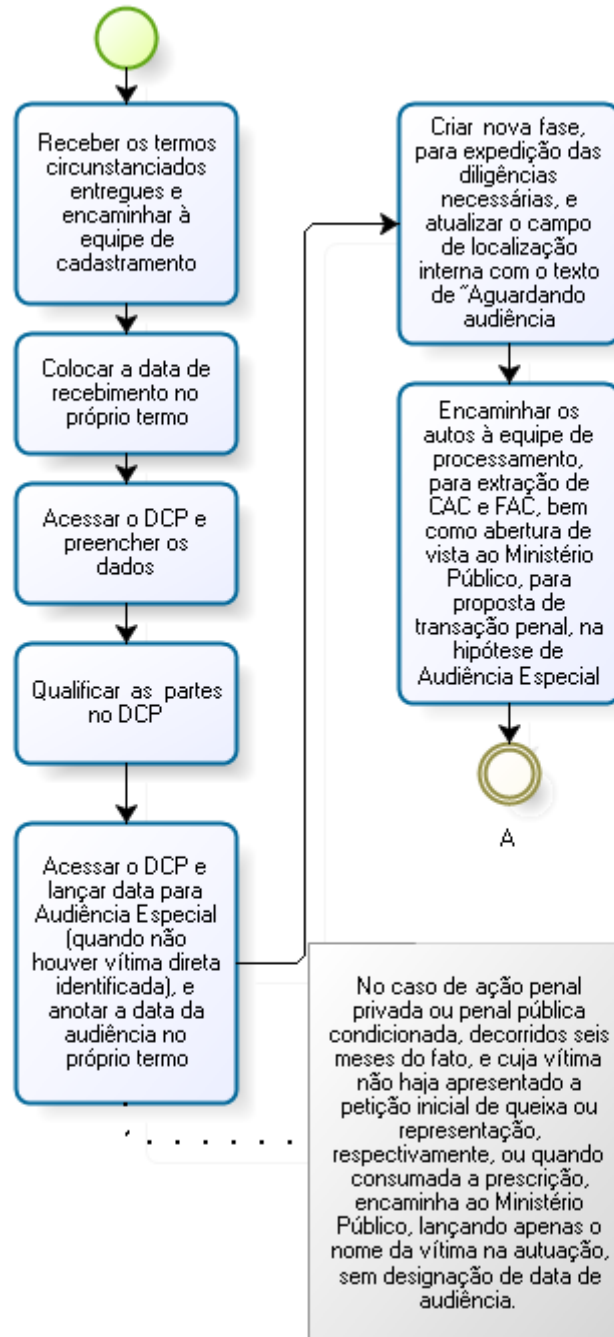 Receber os termos
circunstanciados
entregues e
encaminhar à
equipe de
cadastramento
Colocar a data de
recebimento no
próprio termo
Acessar o DCP e
preencher os
dados
Qualificar as partes
no DCP
Acessar o DCP e
lançar data para
Audiência Especial
(quando não
houver vítima direta
identificada), e
anotar a data da
audiência no
próprio termo
Criar nova fase,
para expedição das
diligências
necessárias, e
atualizar o campo
de localização
interna com o texto
de "Aguardando
audiência
Encaminhar os
autos à equipe de
processamento,
para extração de
CAC e FAC, bem
como abertura de
vista ao Ministério
Público, para
proposta de
transação penal, na
hipótese de
Audiência Especial
A
No caso de ação penal
privada ou penal pública
condicionada, decorridos seis
meses do fato, e cuja vítima
não haja apresentado a
petição inicial de queixa ou
representação,
respectivamente, ou quando
consumada a prescrição,
encaminha ao Ministério
Público, lançando apenas o
nome da vítima na autuação,
sem designação de data de
audiência.